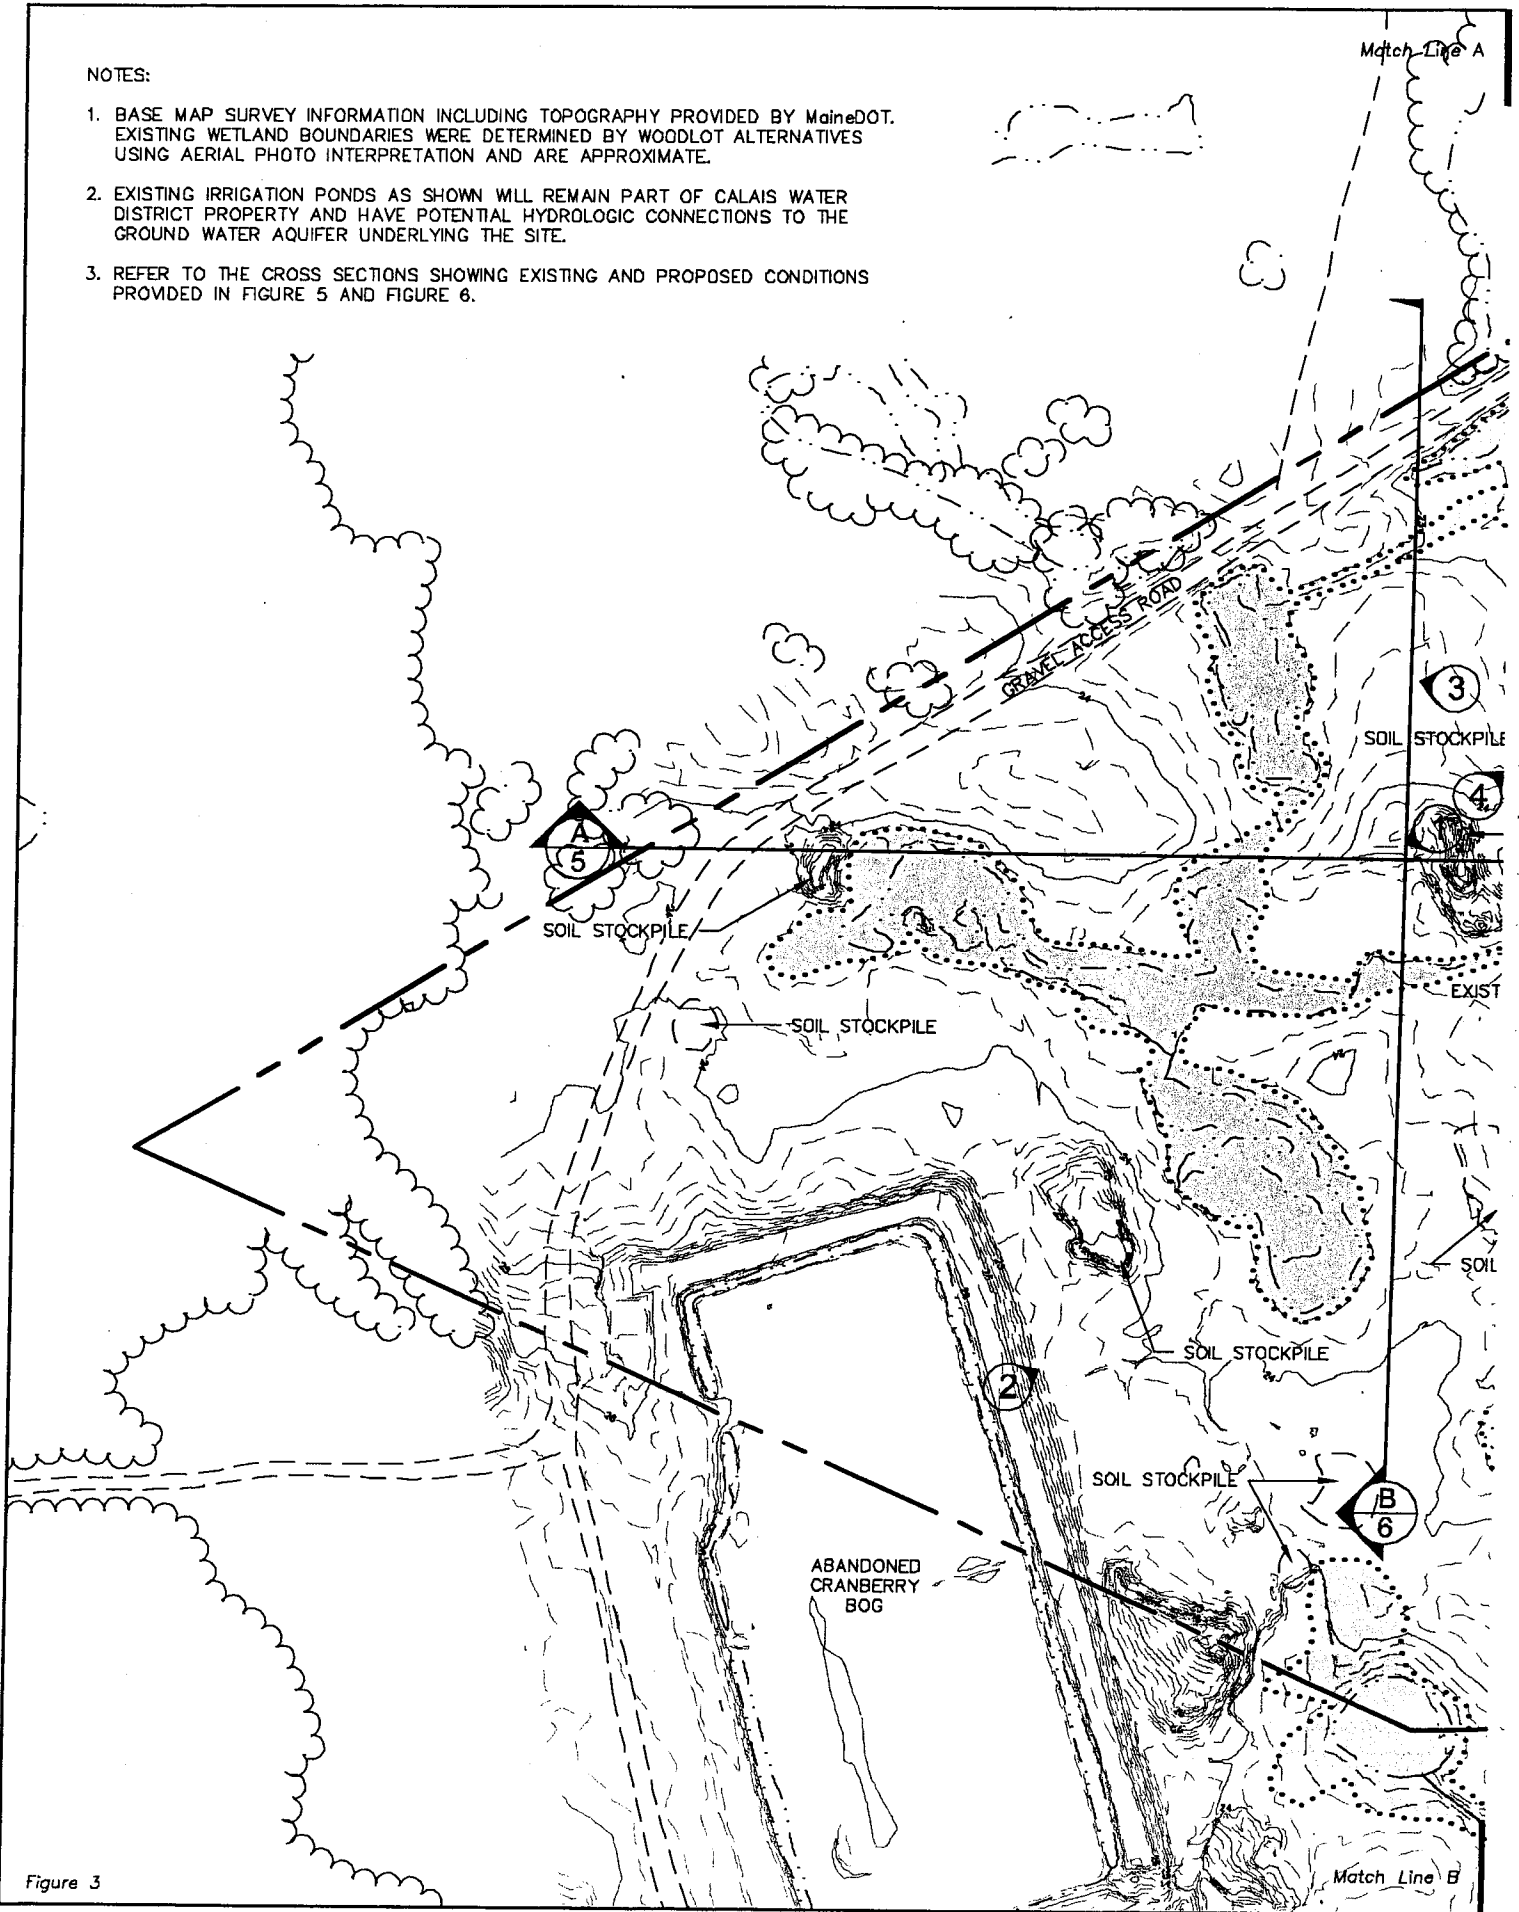 Match Line A
NOTES:
1. BASE MAP SURVEY INFORMATION INCLUDING TOPOGRAPHY PROVIDED BY MaineDOT.
EXISTING WETLAND BOUNDARIES WERE DETERMINED BY WOODLOT ALTERNATIVES
USING AERIAL PHOTO INTERPRETATION AND ARE APPROXIMATE.
2. EXISTING IRRIGATION PONDS AS SHOWN WILL REMAIN PART OF CALAIS WATER
DISTRICT PROPERTY AND HAVE POTENTIAL HYDROLOGIC CONNECTIONS TO THE
GROUND WATER AQUIFER UNDERLYING THE SITE.
3. REFER TO THE CROSS SECTIONS SHOWING EXISTING AND PROPOSED CONDITIONS
PROVIDED IN FIGURE 5 AND FIGURE 6.
GRAVEL ACCESS ROAD
24
3
SOIL STOCKPILE
4
A
5
SOIL STOCKPILE
EXIST
SOIL STOCKPILE
SOIL
SOIL STOCKPILE
2
SOIL STOCKPILE
B
6
ABANDONED
CRANBERRY
BOG
24
Figure 3
Match Line B